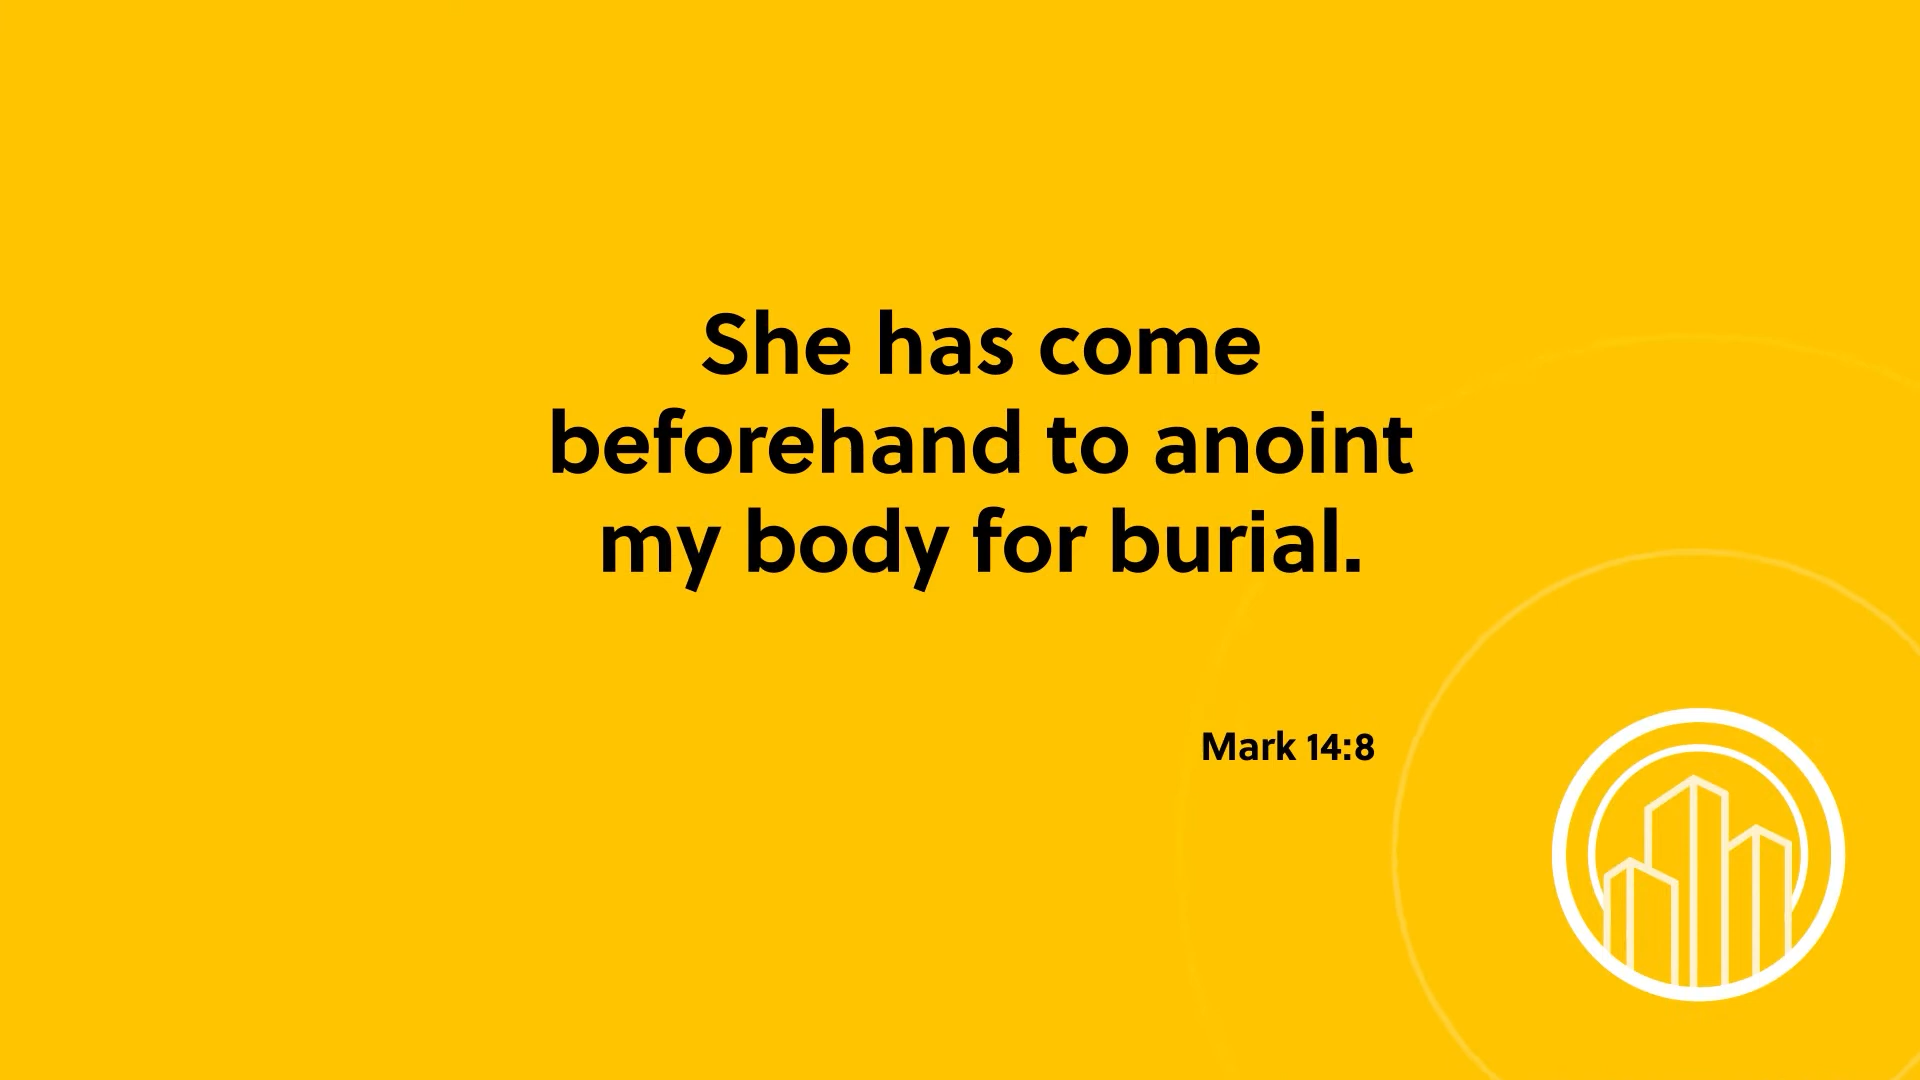 She has come
beforehand to anoint
my body for burial.
Mark 14:8